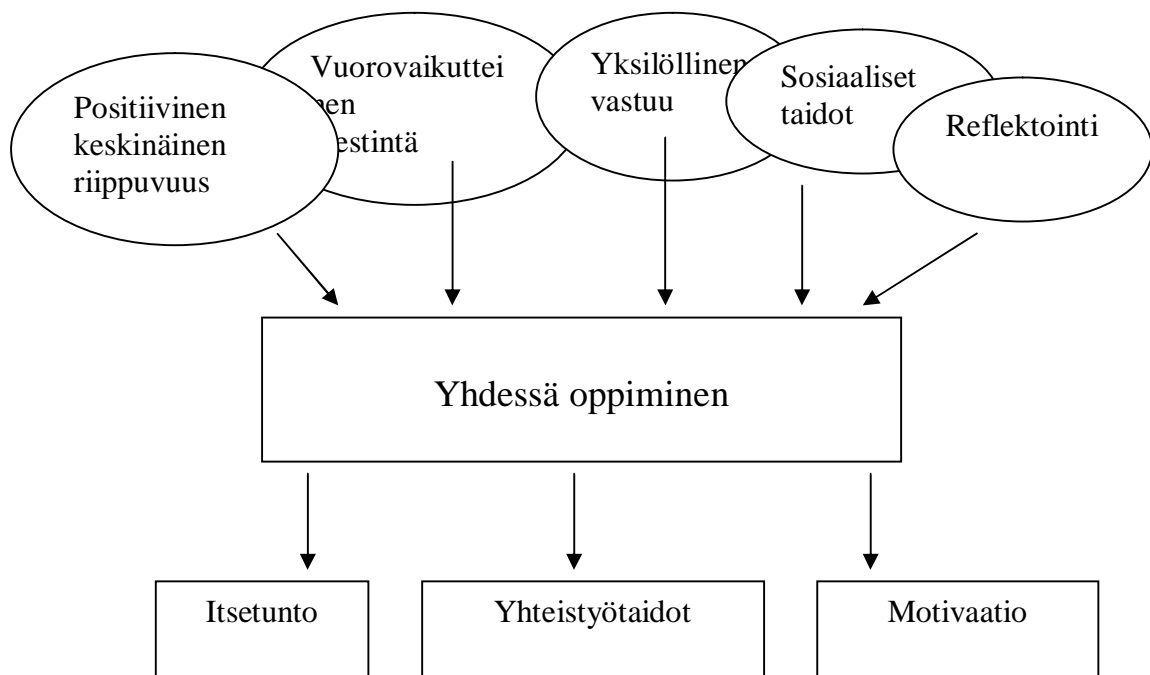 Positiivinen
keskinäinen
riippuvuus
Vuorovaikuttei
nen
estintä
Yksilöllinen
vastuu
Sosiaaliset
taidot
Reflektointi
Yhdessä oppiminen
Itsetunto
Yhteistyötaidot
Motivaatio